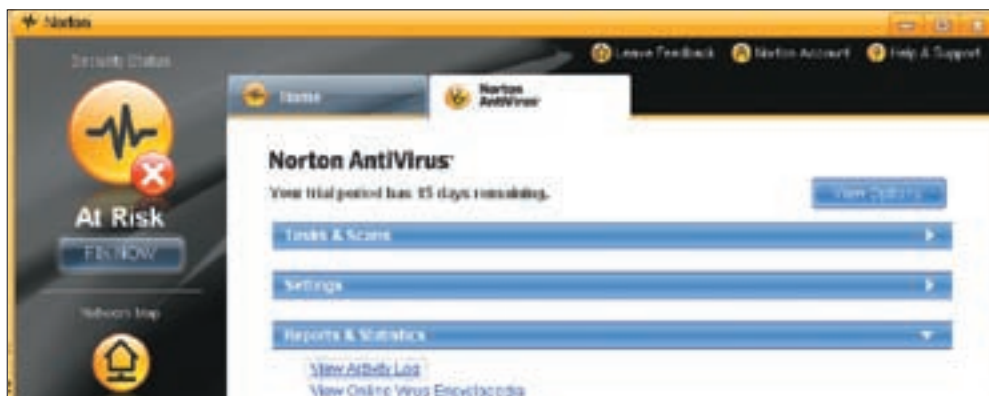 Norton
Security Status
Leave Feedback
Norton Account
Help & Support
Home
Norton AntiVirus
Norton AntiVirus
Your trial period has 15 days remaining.
View Options
At Risk
FIX NOW
Tasks & Scans
Settings
Network Map
Reports & Statistics
View Activity Log
View Online Virus Encyclopedia